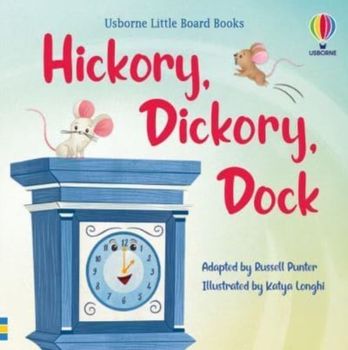 Usborne Little Board Books
USBORNE
Hickory,
Dickory,
Dock
Adapted by Russell Punter
Illustrated by Katya Longhi